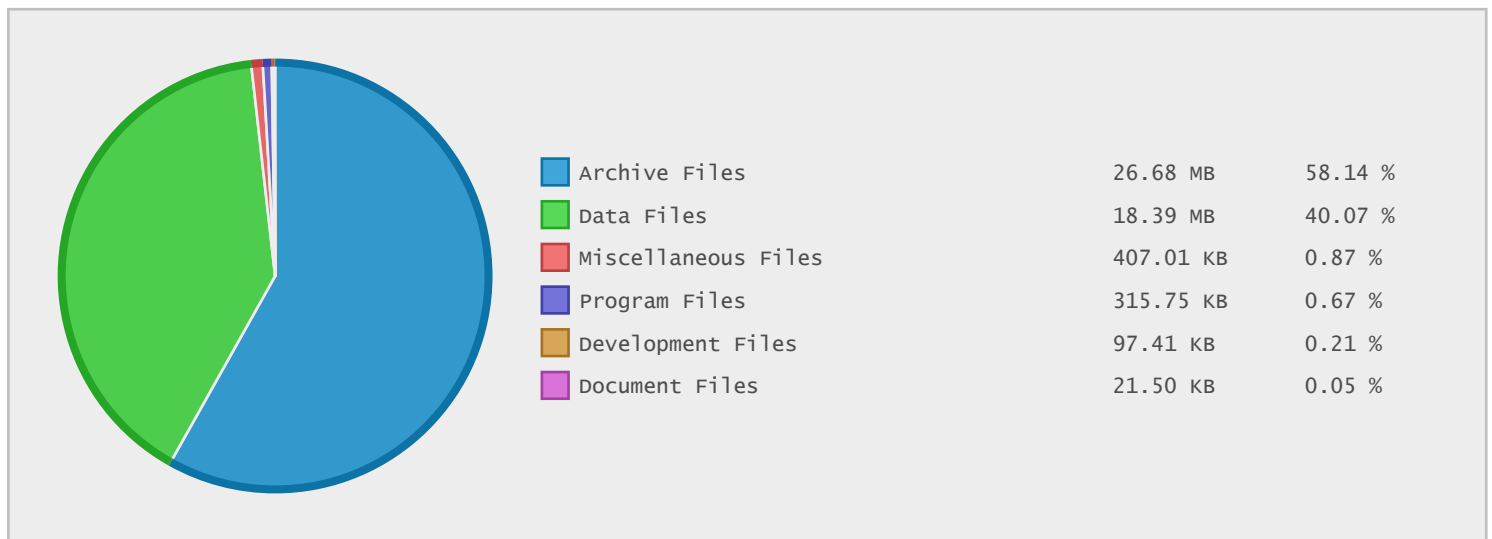 Archive Files 26.68 MB 58.14 %
Data Files 18.39 MB 40.07 %
Miscellaneous Files 407.01 KB 0.87 %
Program Files 315.75 KB 0.67 %
Development Files 97.41 KB 0.21 %
Document Files 21.50 KB 0.05 %